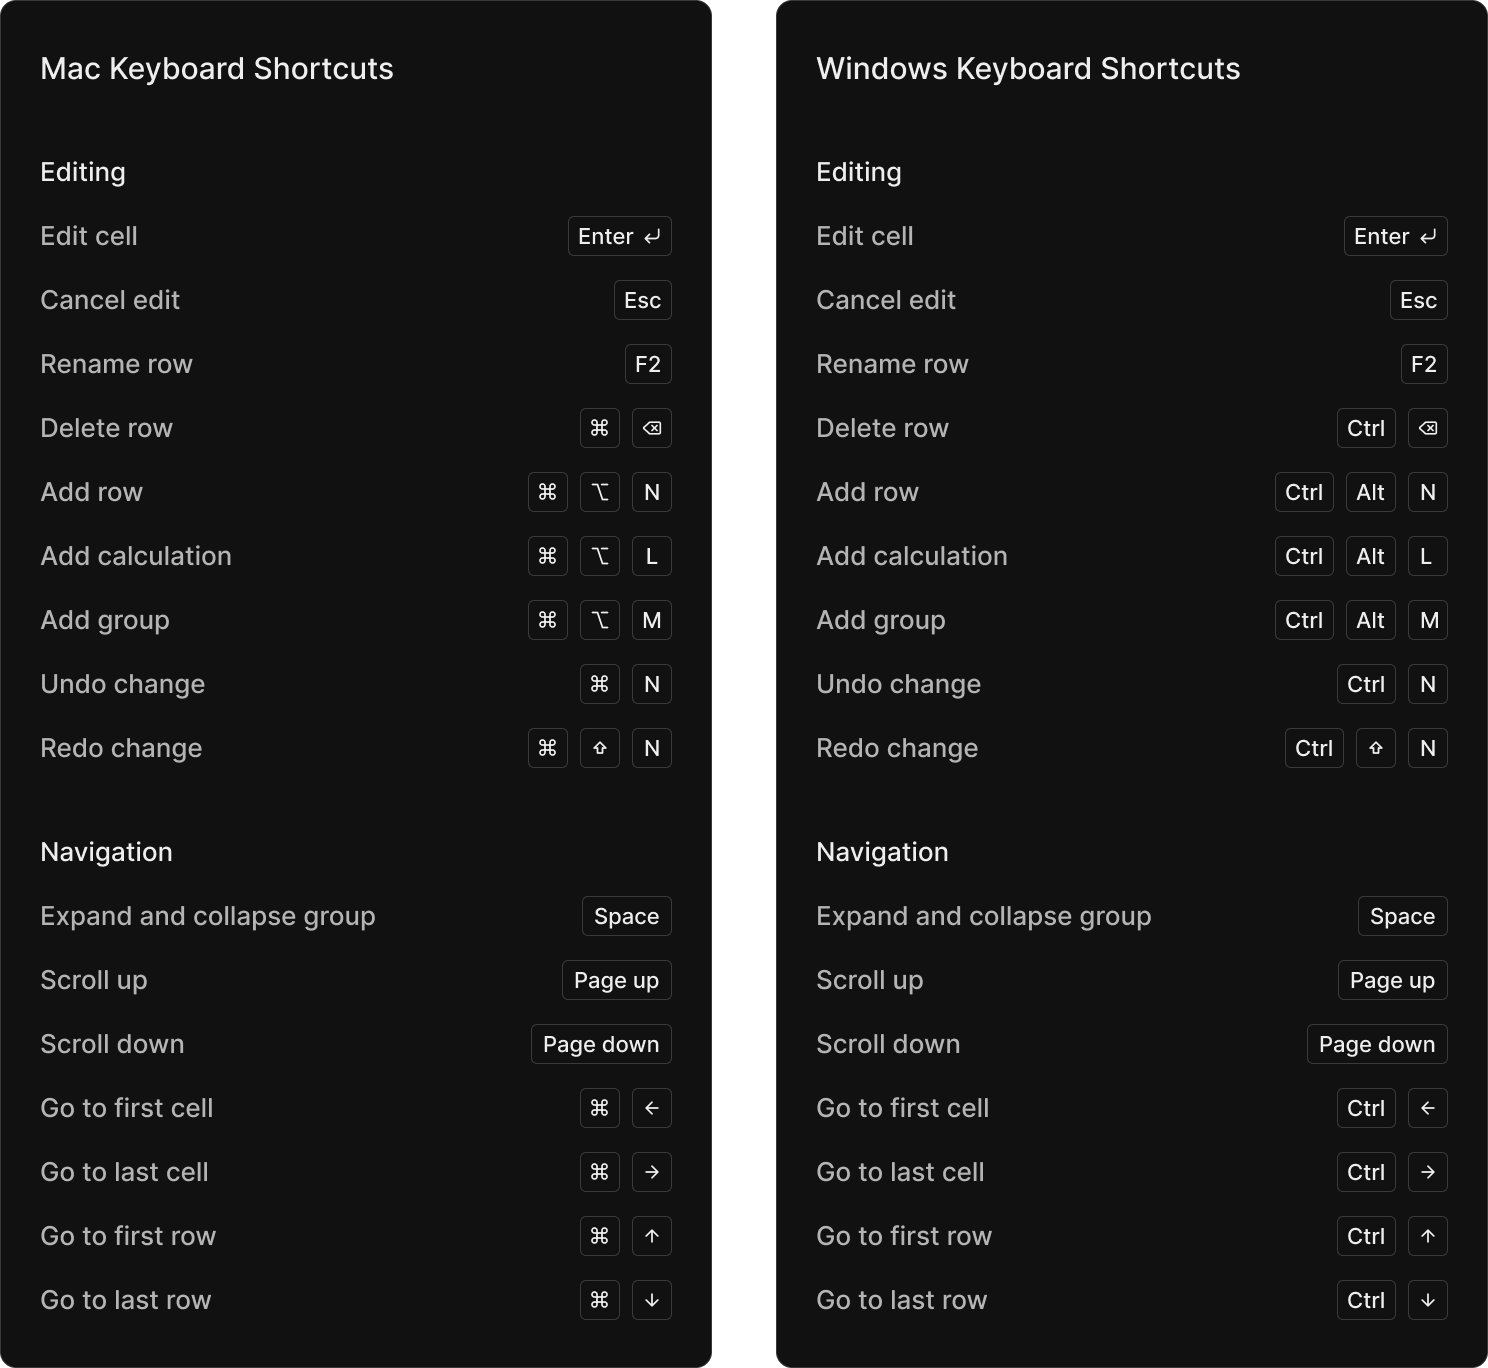 Mac Keyboard Shortcuts
Editing
Edit cell Enter ↵
Cancel edit Esc
Rename row F2
Delete row ⌘ ⌫
Add row ⌘ ⌥ N
Add calculation ⌘ ⌥ L
Add group ⌘ ⌥ M
Undo change ⌘ N
Redo change ⌘ ⇧ N
Navigation
Expand and collapse group Space
Scroll up Page up
Scroll down Page down
Go to first cell ⌘ ←
Go to last cell ⌘ →
Go to first row ⌘ ↑
Go to last row ⌘ ↓
Windows Keyboard Shortcuts
Editing
Edit cell Enter ↵
Cancel edit Esc
Rename row F2
Delete row Ctrl ⌫
Add row Ctrl Alt N
Add calculation Ctrl Alt L
Add group Ctrl Alt M
Undo change Ctrl N
Redo change Ctrl ⇧ N
Navigation
Expand and collapse group Space
Scroll up Page up
Scroll down Page down
Go to first cell Ctrl ←
Go to last cell Ctrl →
Go to first row Ctrl ↑
Go to last row Ctrl ↓